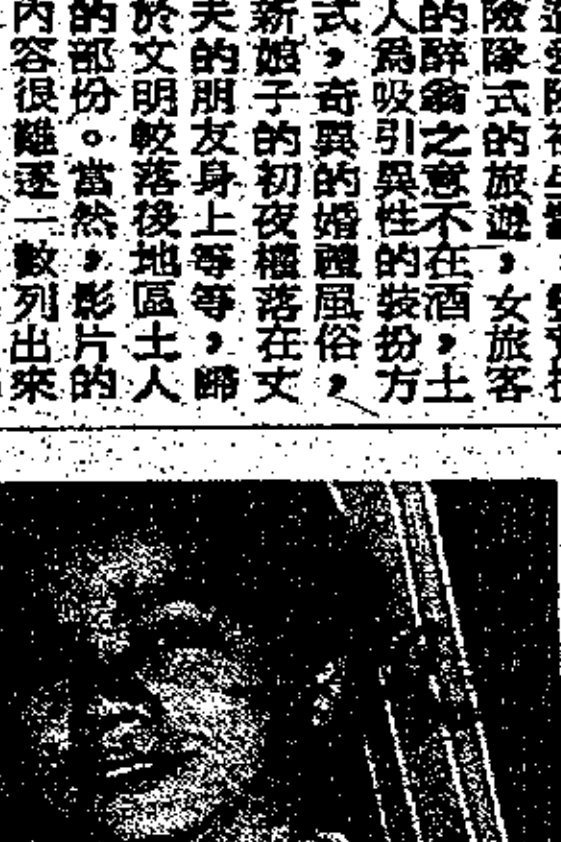 險隊式的旅遊，女旅客
的醉翁之意不在酒，土
人為吸引異性的裝扮方
式，奇異的婚禮風俗，
新娘子的初夜權落在丈
夫的朋友身上等等，歸
於文明較落後地區土人
的部份。當然，影片的
內容很難逐一數列出來